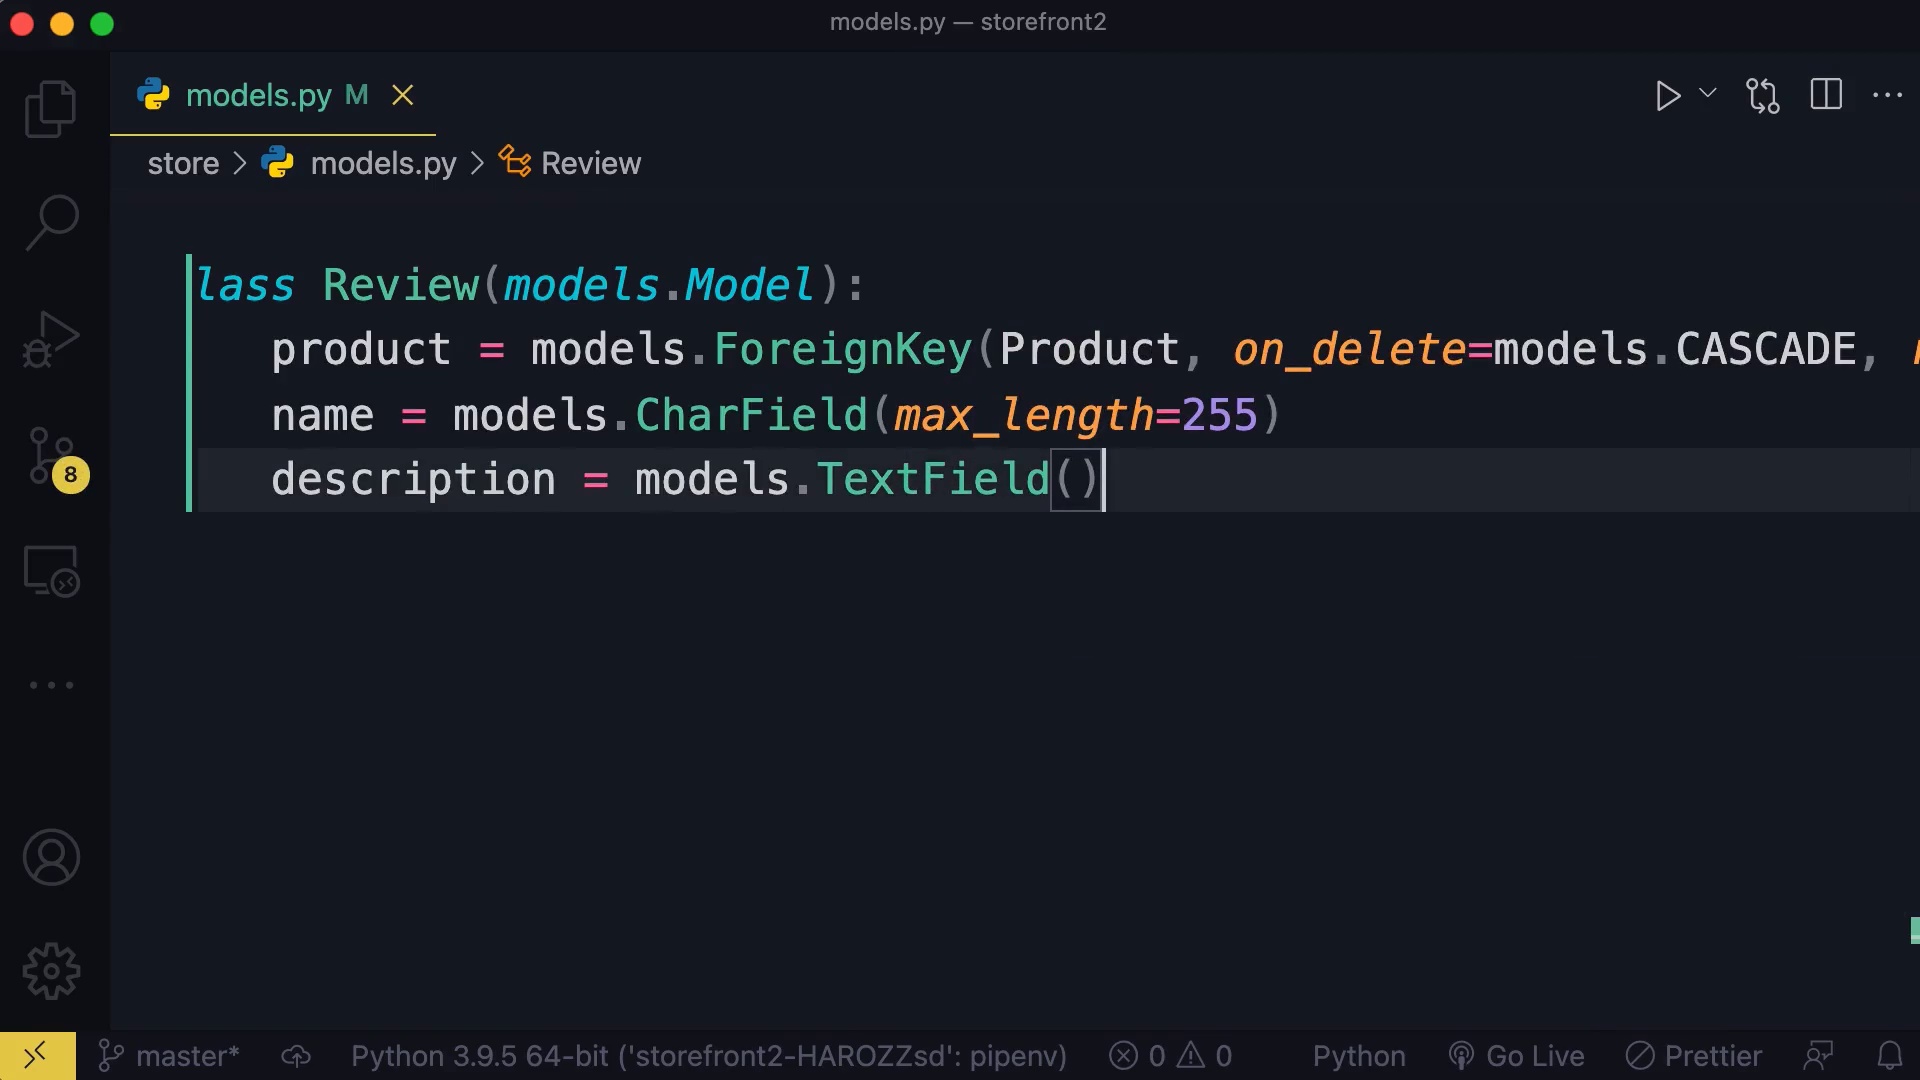 models.py — storefront2
models.py M
store > models.py > Review
lass Review(models.Model):
product = models.ForeignKey(Product, on_delete=models.CASCADE,
name = models.CharField(max_length=255)
description = models.TextField()
8
master* Python 3.9.5 64-bit ('storefront2-HAROZZsd': pipenv) 0 0 Python Go Live Prettier